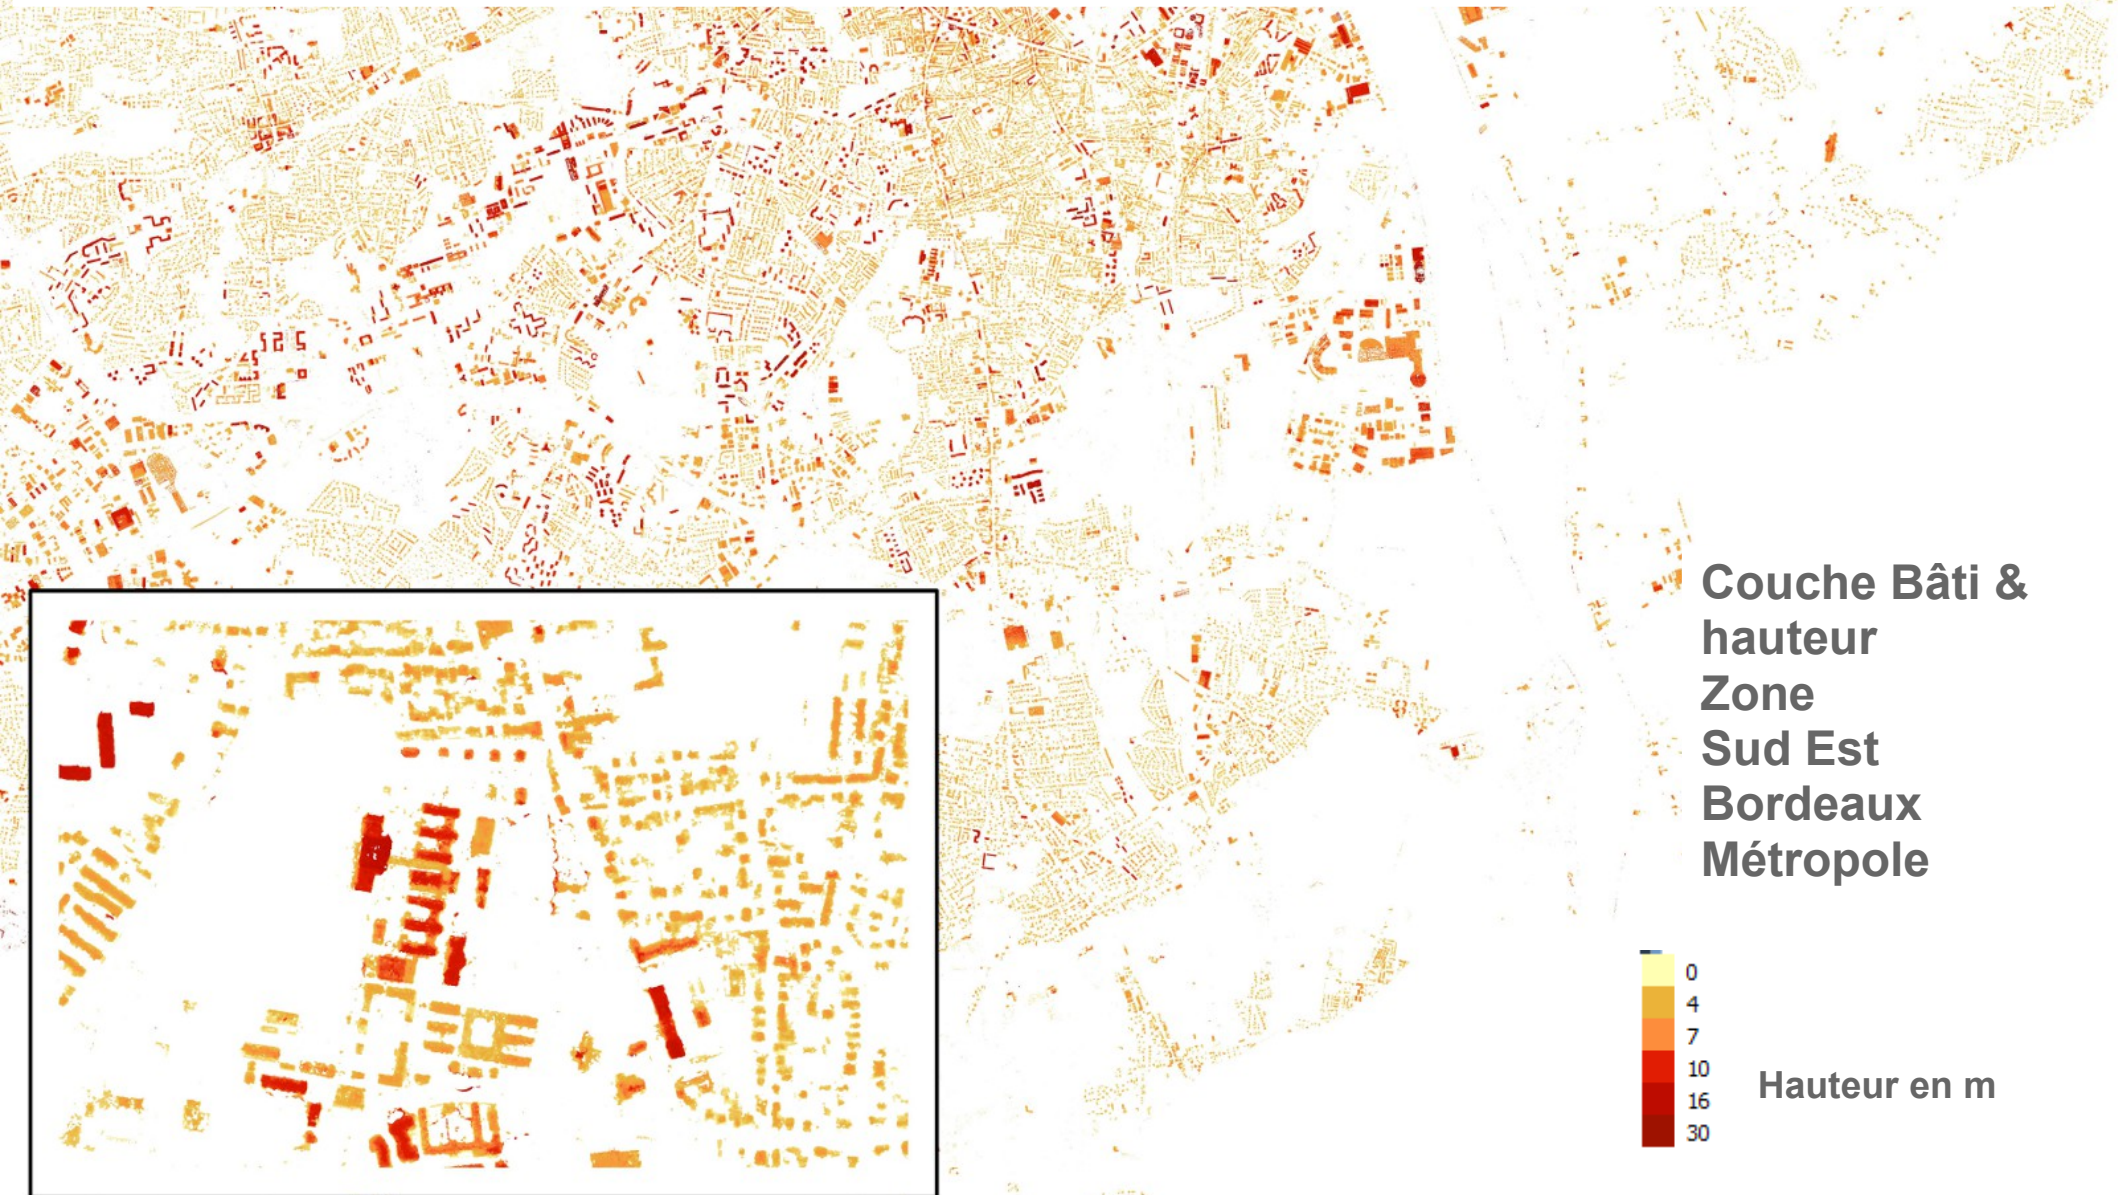 Couche Bâti &
hauteur
Zone
Sud Est
Bordeaux
Métropole
0
4
7
10
16
30
Hauteur en m